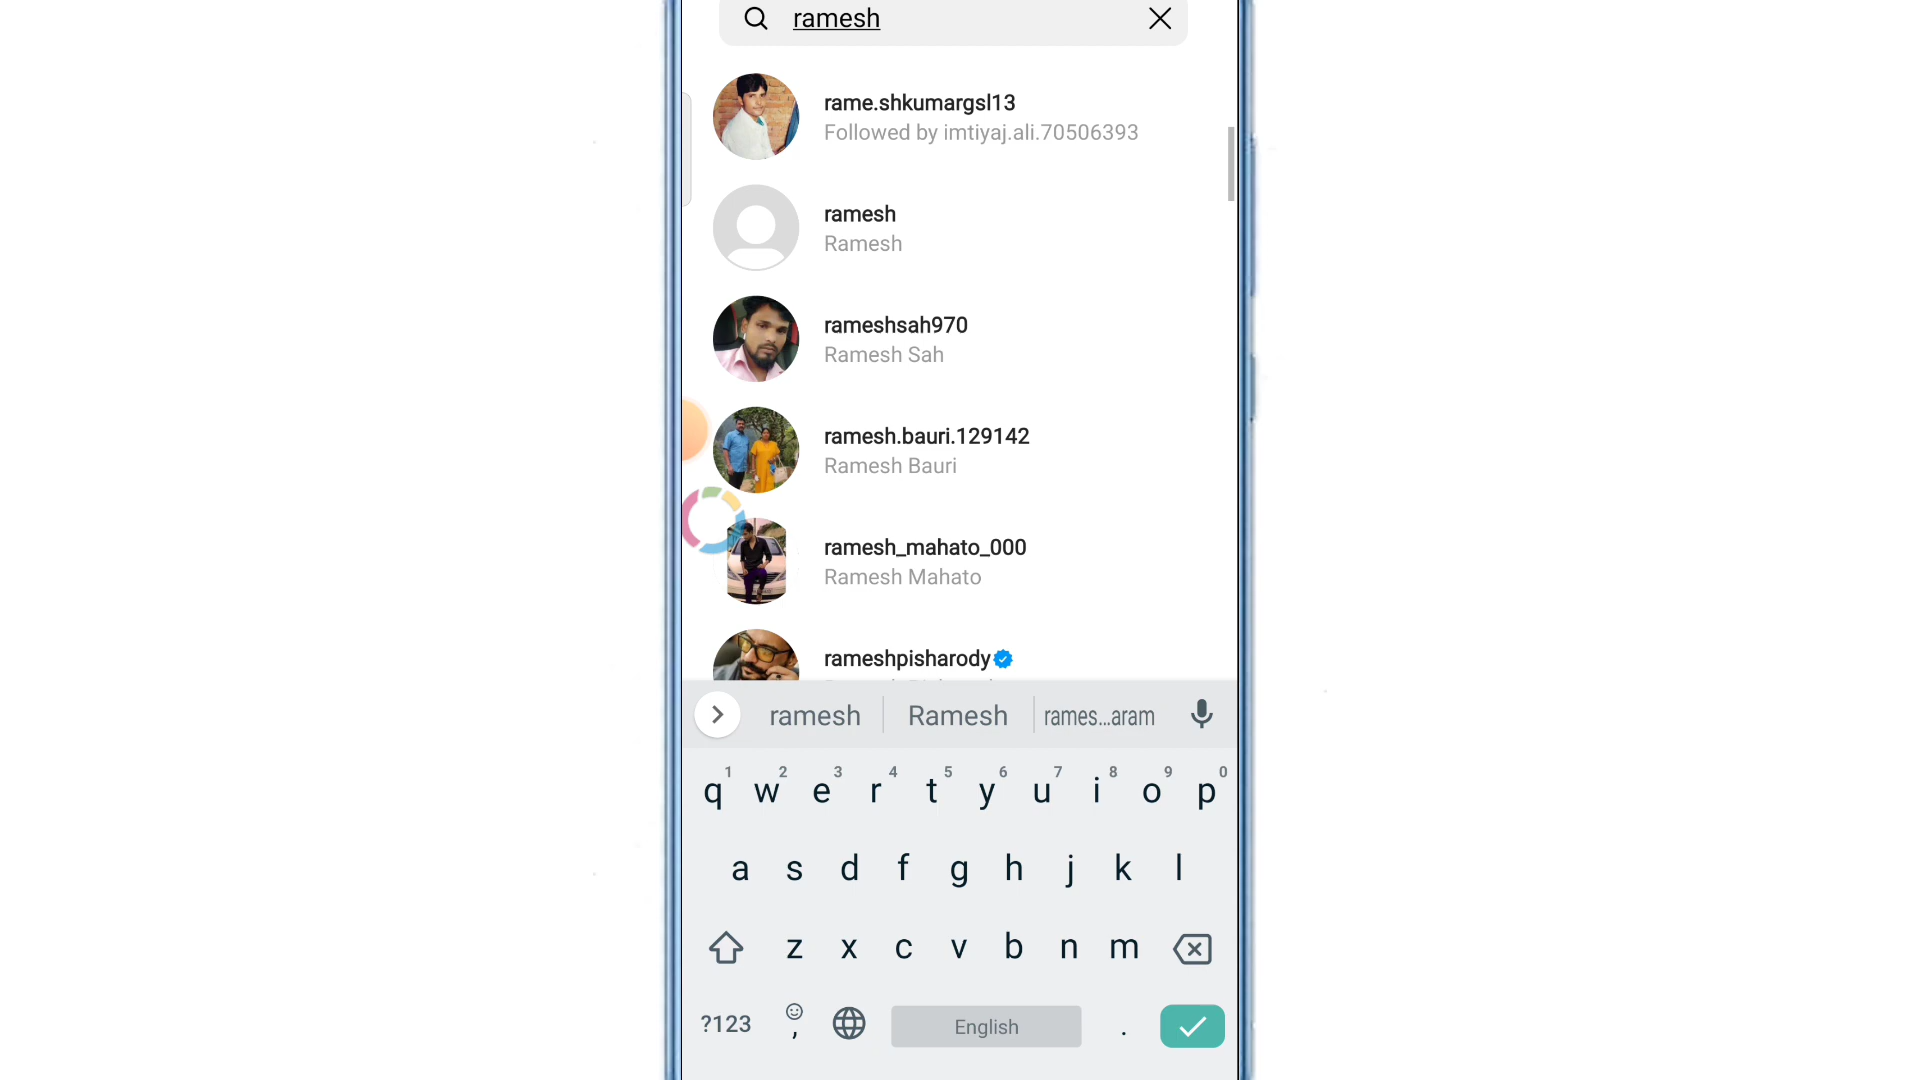 ramesh
rame.shkumargsl13
Followed by imtiyaj.ali.70506393
ramesh
Ramesh
rameshsah970
Ramesh Sah
ramesh.bauri.129142
Ramesh Bauri
ramesh_mahato_000
Ramesh Mahato
rameshpisharody
ramesh Ramesh rames...aram
1 2 3 4 5 6 7 8 9 0
q w e r t y u i o p
a s d f g h j k l
z x c v b n m
?123 , English .